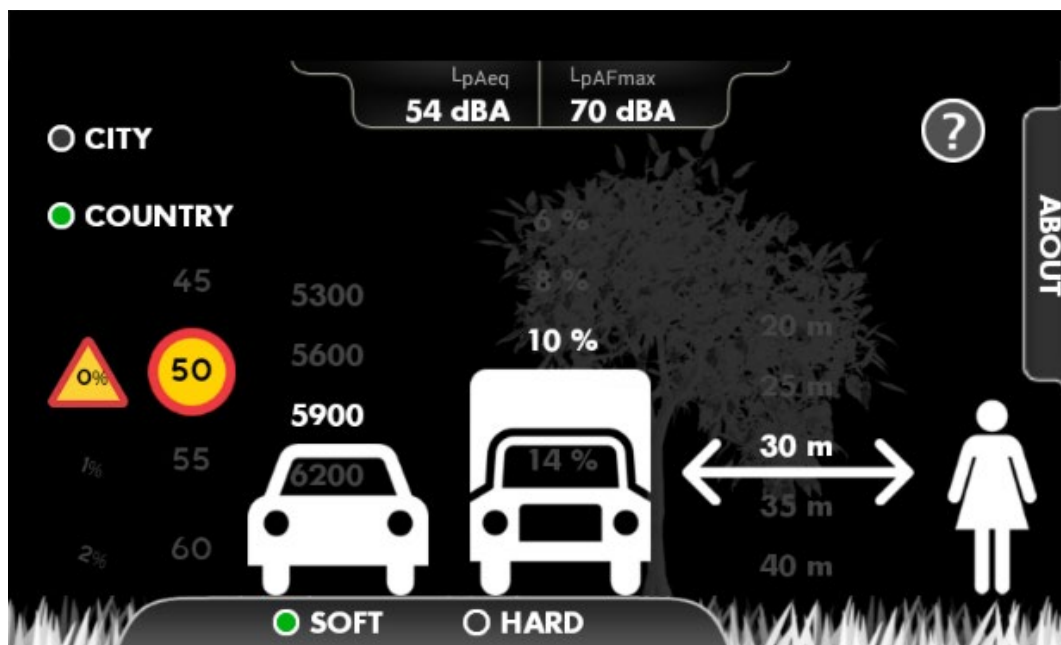 LpAeq LpAFmax
54 dBA 70 dBA
?
CITY
COUNTRY
ABOUT
45
0%
50
1%
55
2%
60
5300
5600
5900
6200
6 %
8 %
10 %
14 %
20 m
25 m
30 m
35 m
40 m
SOFT HARD